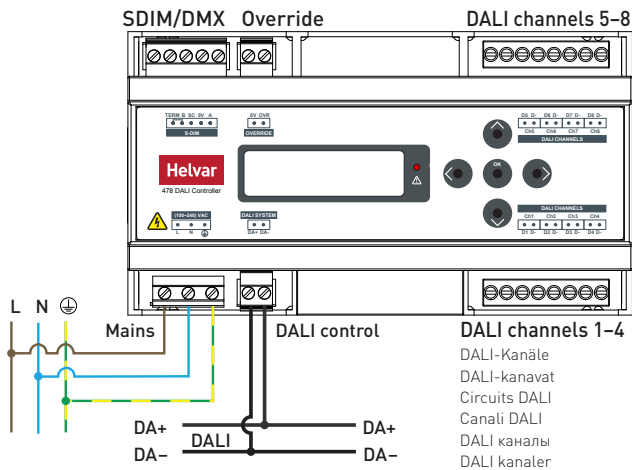 SDIM/DMX Override DALI channels 5–8
TERM B SC 0V A
S-DIM
0V OVR
OVERRIDE
D5 D- D6 D- D7 D- D8 D-
Ch5 Ch6 Ch7 Ch8
DALI CHANNELS
Helvar
478 DALI Controller
OK
(100–240) VAC
L N
DALI SYSTEM
DA+ DA-
DALI CHANNELS
Ch1 Ch2 Ch3 Ch4
D1 D- D2 D- D3 D- D4 D-
L N
Mains
DALI control
DALI channels 1–4
DALI-Kanäle
DALI-kanavat
Circuits DALI
Canali DALI
DALI каналы
DALI kanaler
DA+ DA+
DALI
DA− DA−